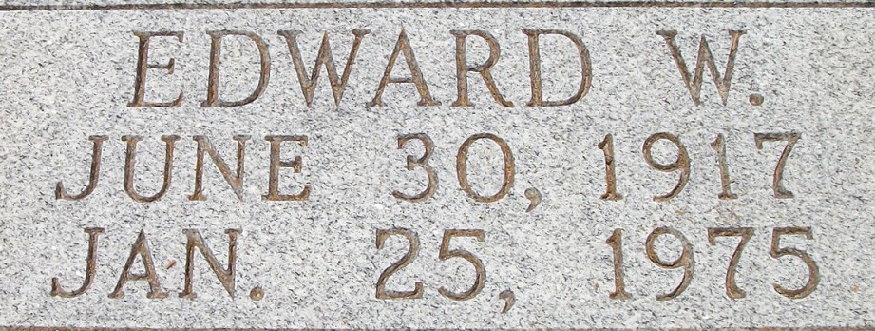 EDWARD W.
JUNE 30, 1917
JAN. 25, 1975